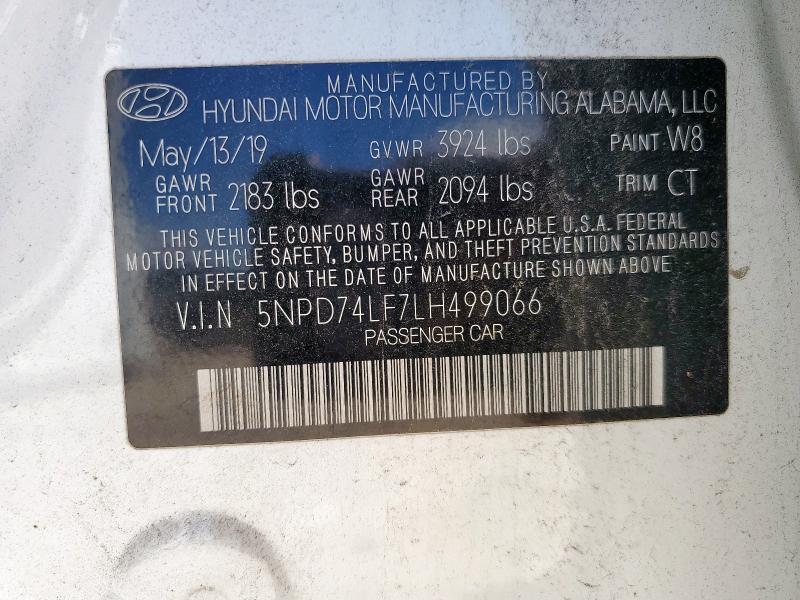 MANUFACTURED BY
HYUNDAI MOTOR MANUFACTURING ALABAMA, LLC
May/13/19 GVWR 3924 lbs PAINT W8
GAWR FRONT 2183 lbs GAWR REAR 2094 lbs TRIM CT
THIS VEHICLE CONFORMS TO ALL APPLICABLE U.S.A. FEDERAL
MOTOR VEHICLE SAFETY, BUMPER, AND THEFT PREVENTION STANDARDS
IN EFFECT ON THE DATE OF MANUFACTURE SHOWN ABOVE
V.I.N 5NPD74LF7LH499066
PASSENGER CAR